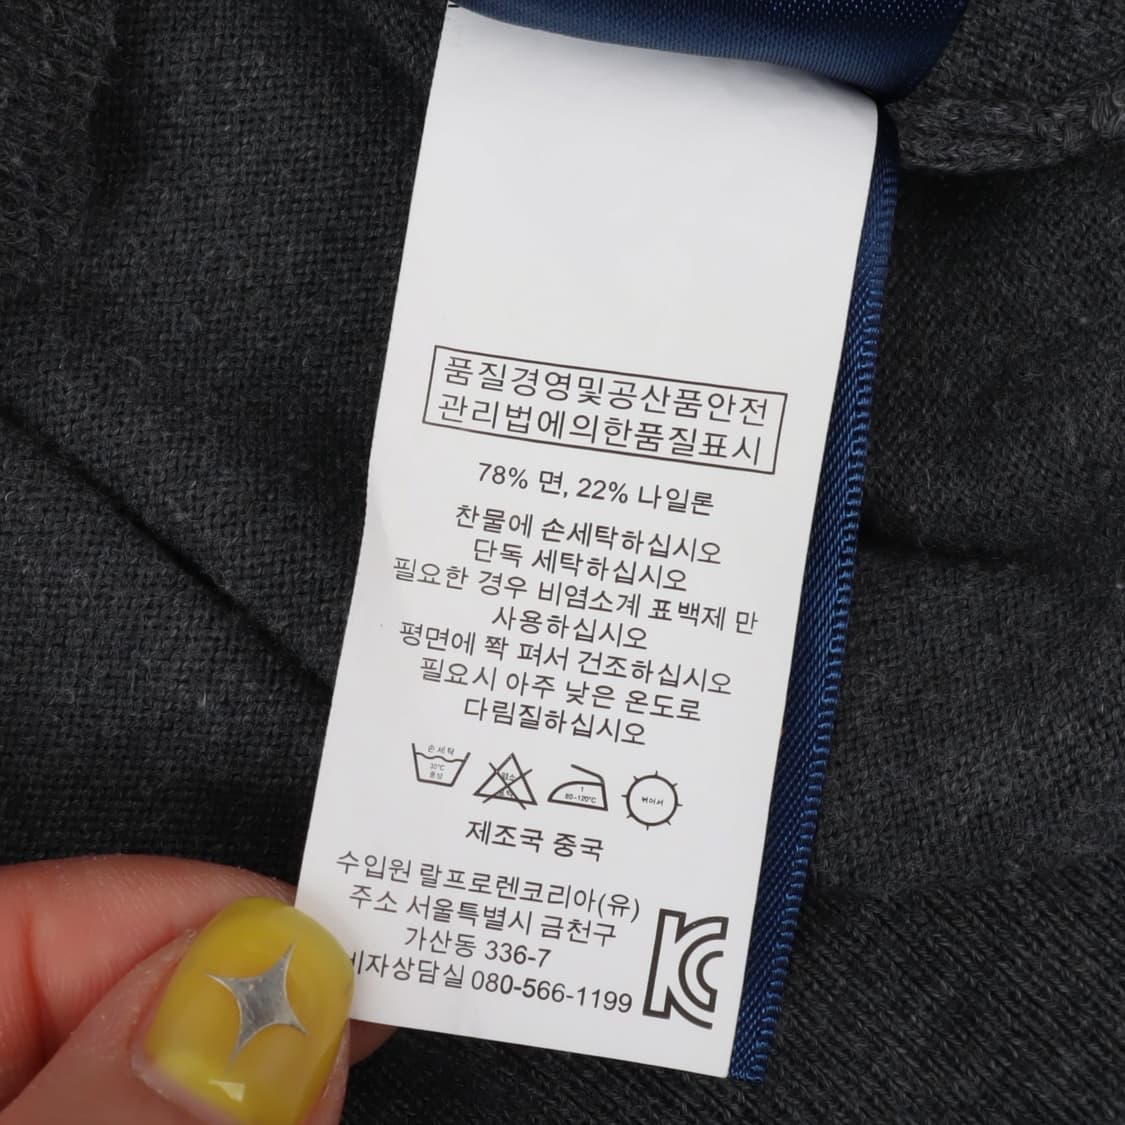 품질경영및공산품안전
관리법에의한품질표시
78% 면, 22% 나일론
찬물에 손세탁하십시오
단독 세탁하십시오
필요한 경우 비염소계 표백제 만
사용하십시오
평면에 쫙 펴서 건조하십시오
필요시 아주 낮은 온도로
다림질하십시오
손세탁
30°C
중성
염소
표백
1
80~120°C
뉘어서
제조국 중국
수입원 랄프로렌코리아(유)
주소 서울특별시 금천구
가산동 336-7
비자상담실 080-566-1199